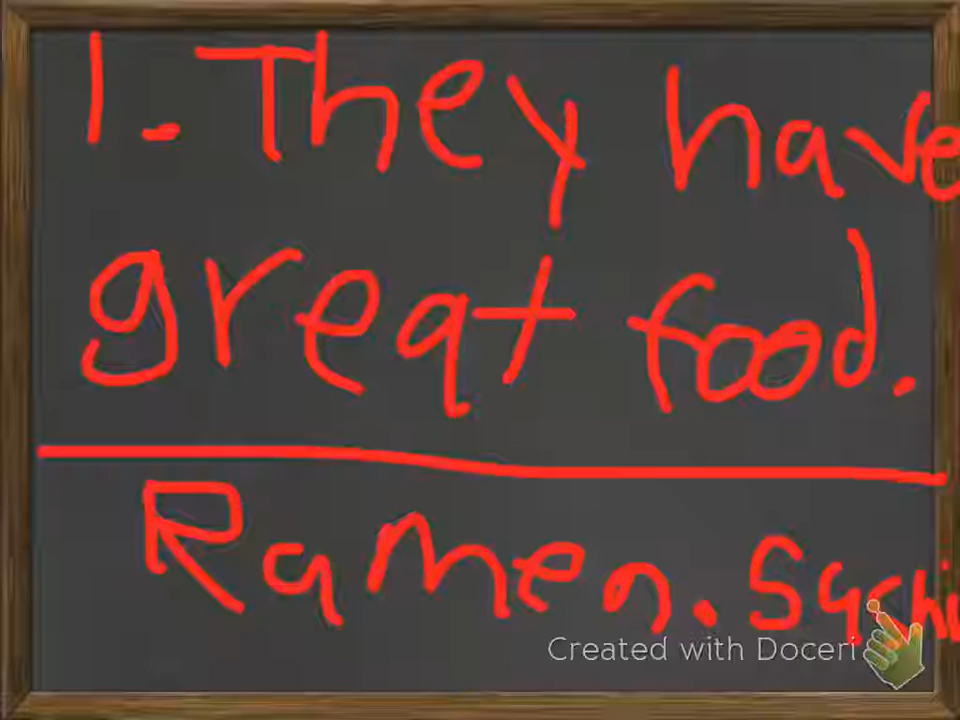 1. They have
great food.
Ramen. Sushi
Created with Doceri